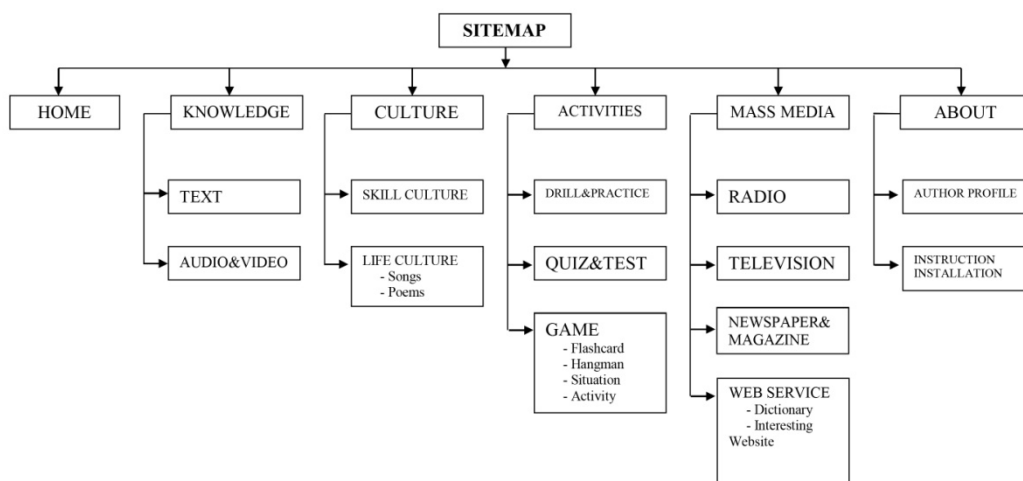 SITEMAP
HOME
KNOWLEDGE
CULTURE
ACTIVITIES
MASS MEDIA
ABOUT
TEXT
SKILL CULTURE
DRILL&PRACTICE
RADIO
AUTHOR PROFILE
AUDIO&VIDEO
LIFE CULTURE
- Songs
- Poems
QUIZ&TEST
TELEVISION
INSTRUCTION
INSTALLATION
GAME
- Flashcard
- Hangman
- Situation
- Activity
NEWSPAPER&
MAGAZINE
WEB SERVICE
- Dictionary
- Interesting
Website